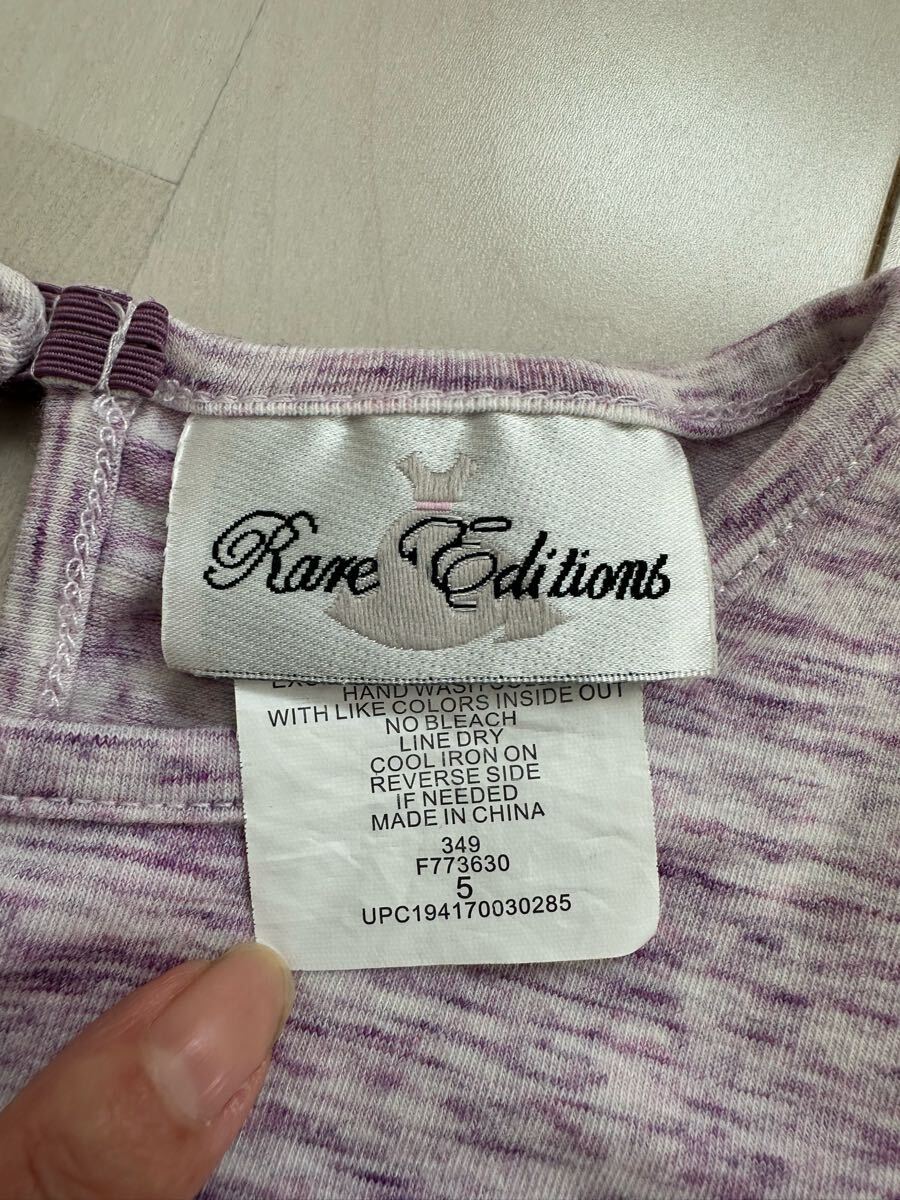 Rare Editions
HAND WASH
WITH LIKE COLORS INSIDE OUT
NO BLEACH
LINE DRY
COOL IRON ON
REVERSE SIDE
IF NEEDED
MADE IN CHINA
349
F773630
5
UPC194170030285